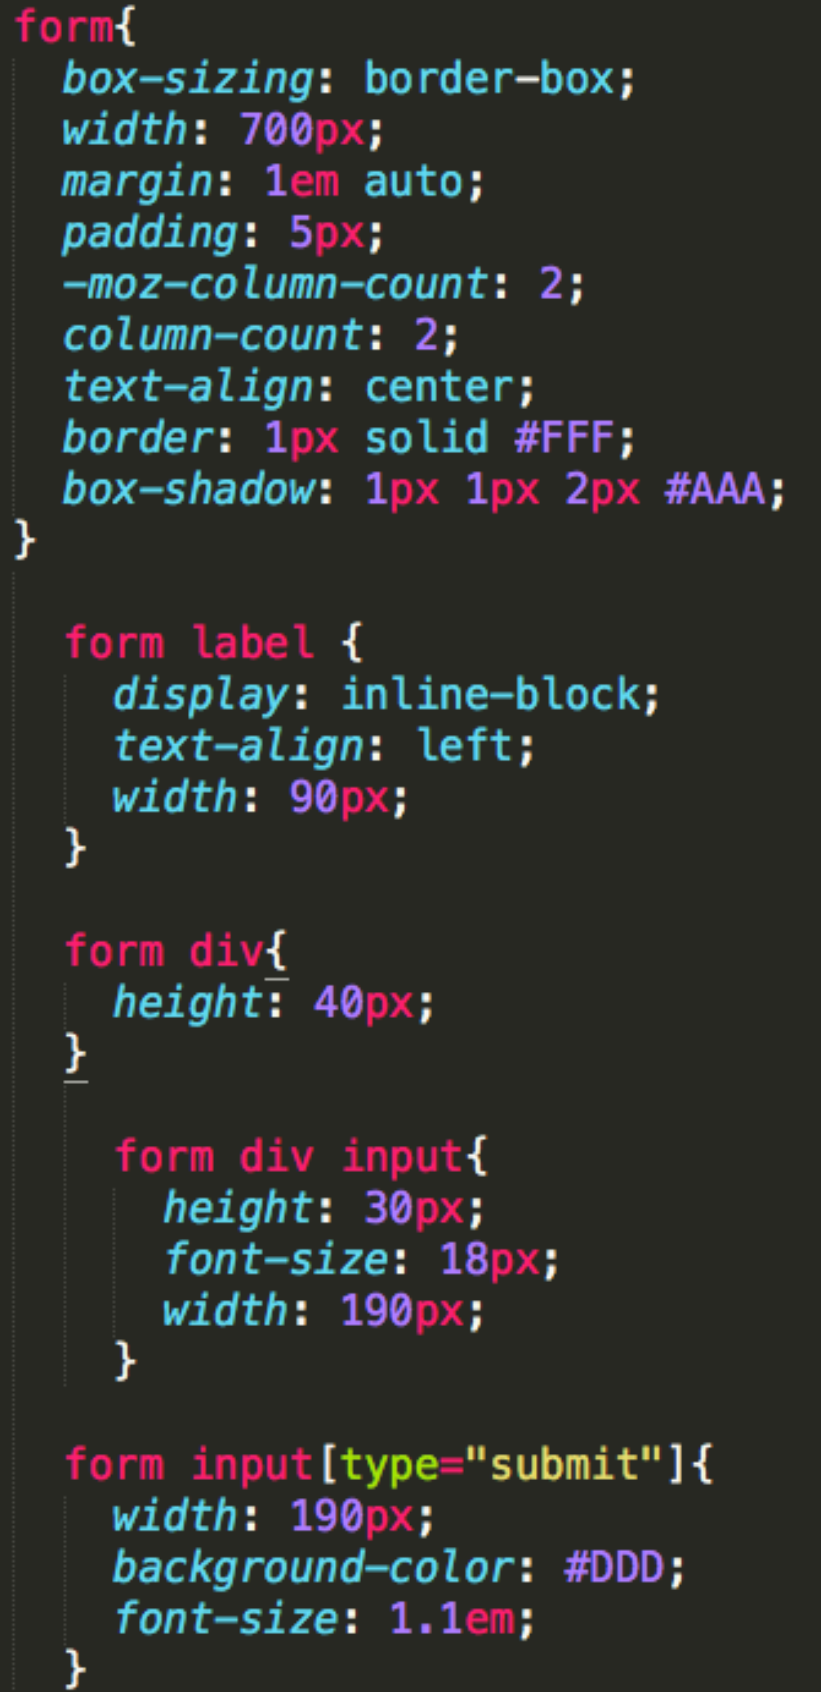 form{
  box-sizing: border-box;
  width: 700px;
  margin: 1em auto;
  padding: 5px;
  -moz-column-count: 2;
  column-count: 2;
  text-align: center;
  border: 1px solid #FFF;
  box-shadow: 1px 1px 2px #AAA;
}

  form label {
    display: inline-block;
    text-align: left;
    width: 90px;
  }

  form div{
    height: 40px;
  }

    form div input{
      height: 30px;
      font-size: 18px;
      width: 190px;
    }

  form input[type="submit"]{
    width: 190px;
    background-color: #DDD;
    font-size: 1.1em;
  }